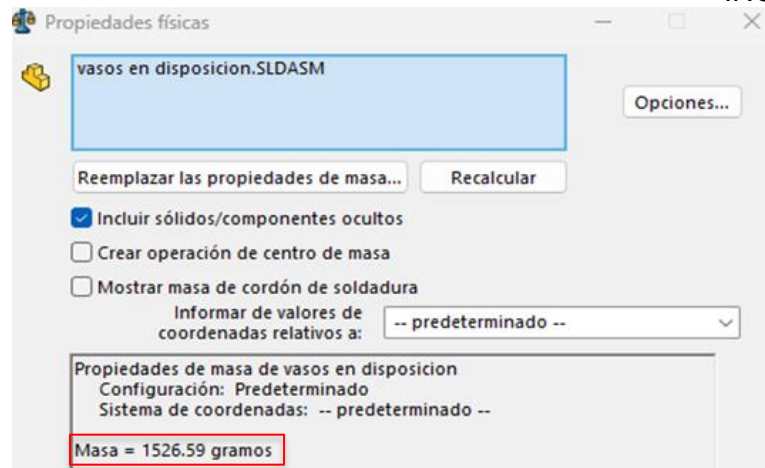 Propiedades físicas
vasos en disposicion.SLDASM
Opciones...
Reemplazar las propiedades de masa... Recalcular
Incluir sólidos/componentes ocultos
Crear operación de centro de masa
Mostrar masa de cordón de soldadura
Informar de valores de
coordenadas relativos a: -- predeterminado --
Propiedades de masa de vasos en disposicion
Configuración: Predeterminado
Sistema de coordenadas: -- predeterminado --
Masa = 1526.59 gramos